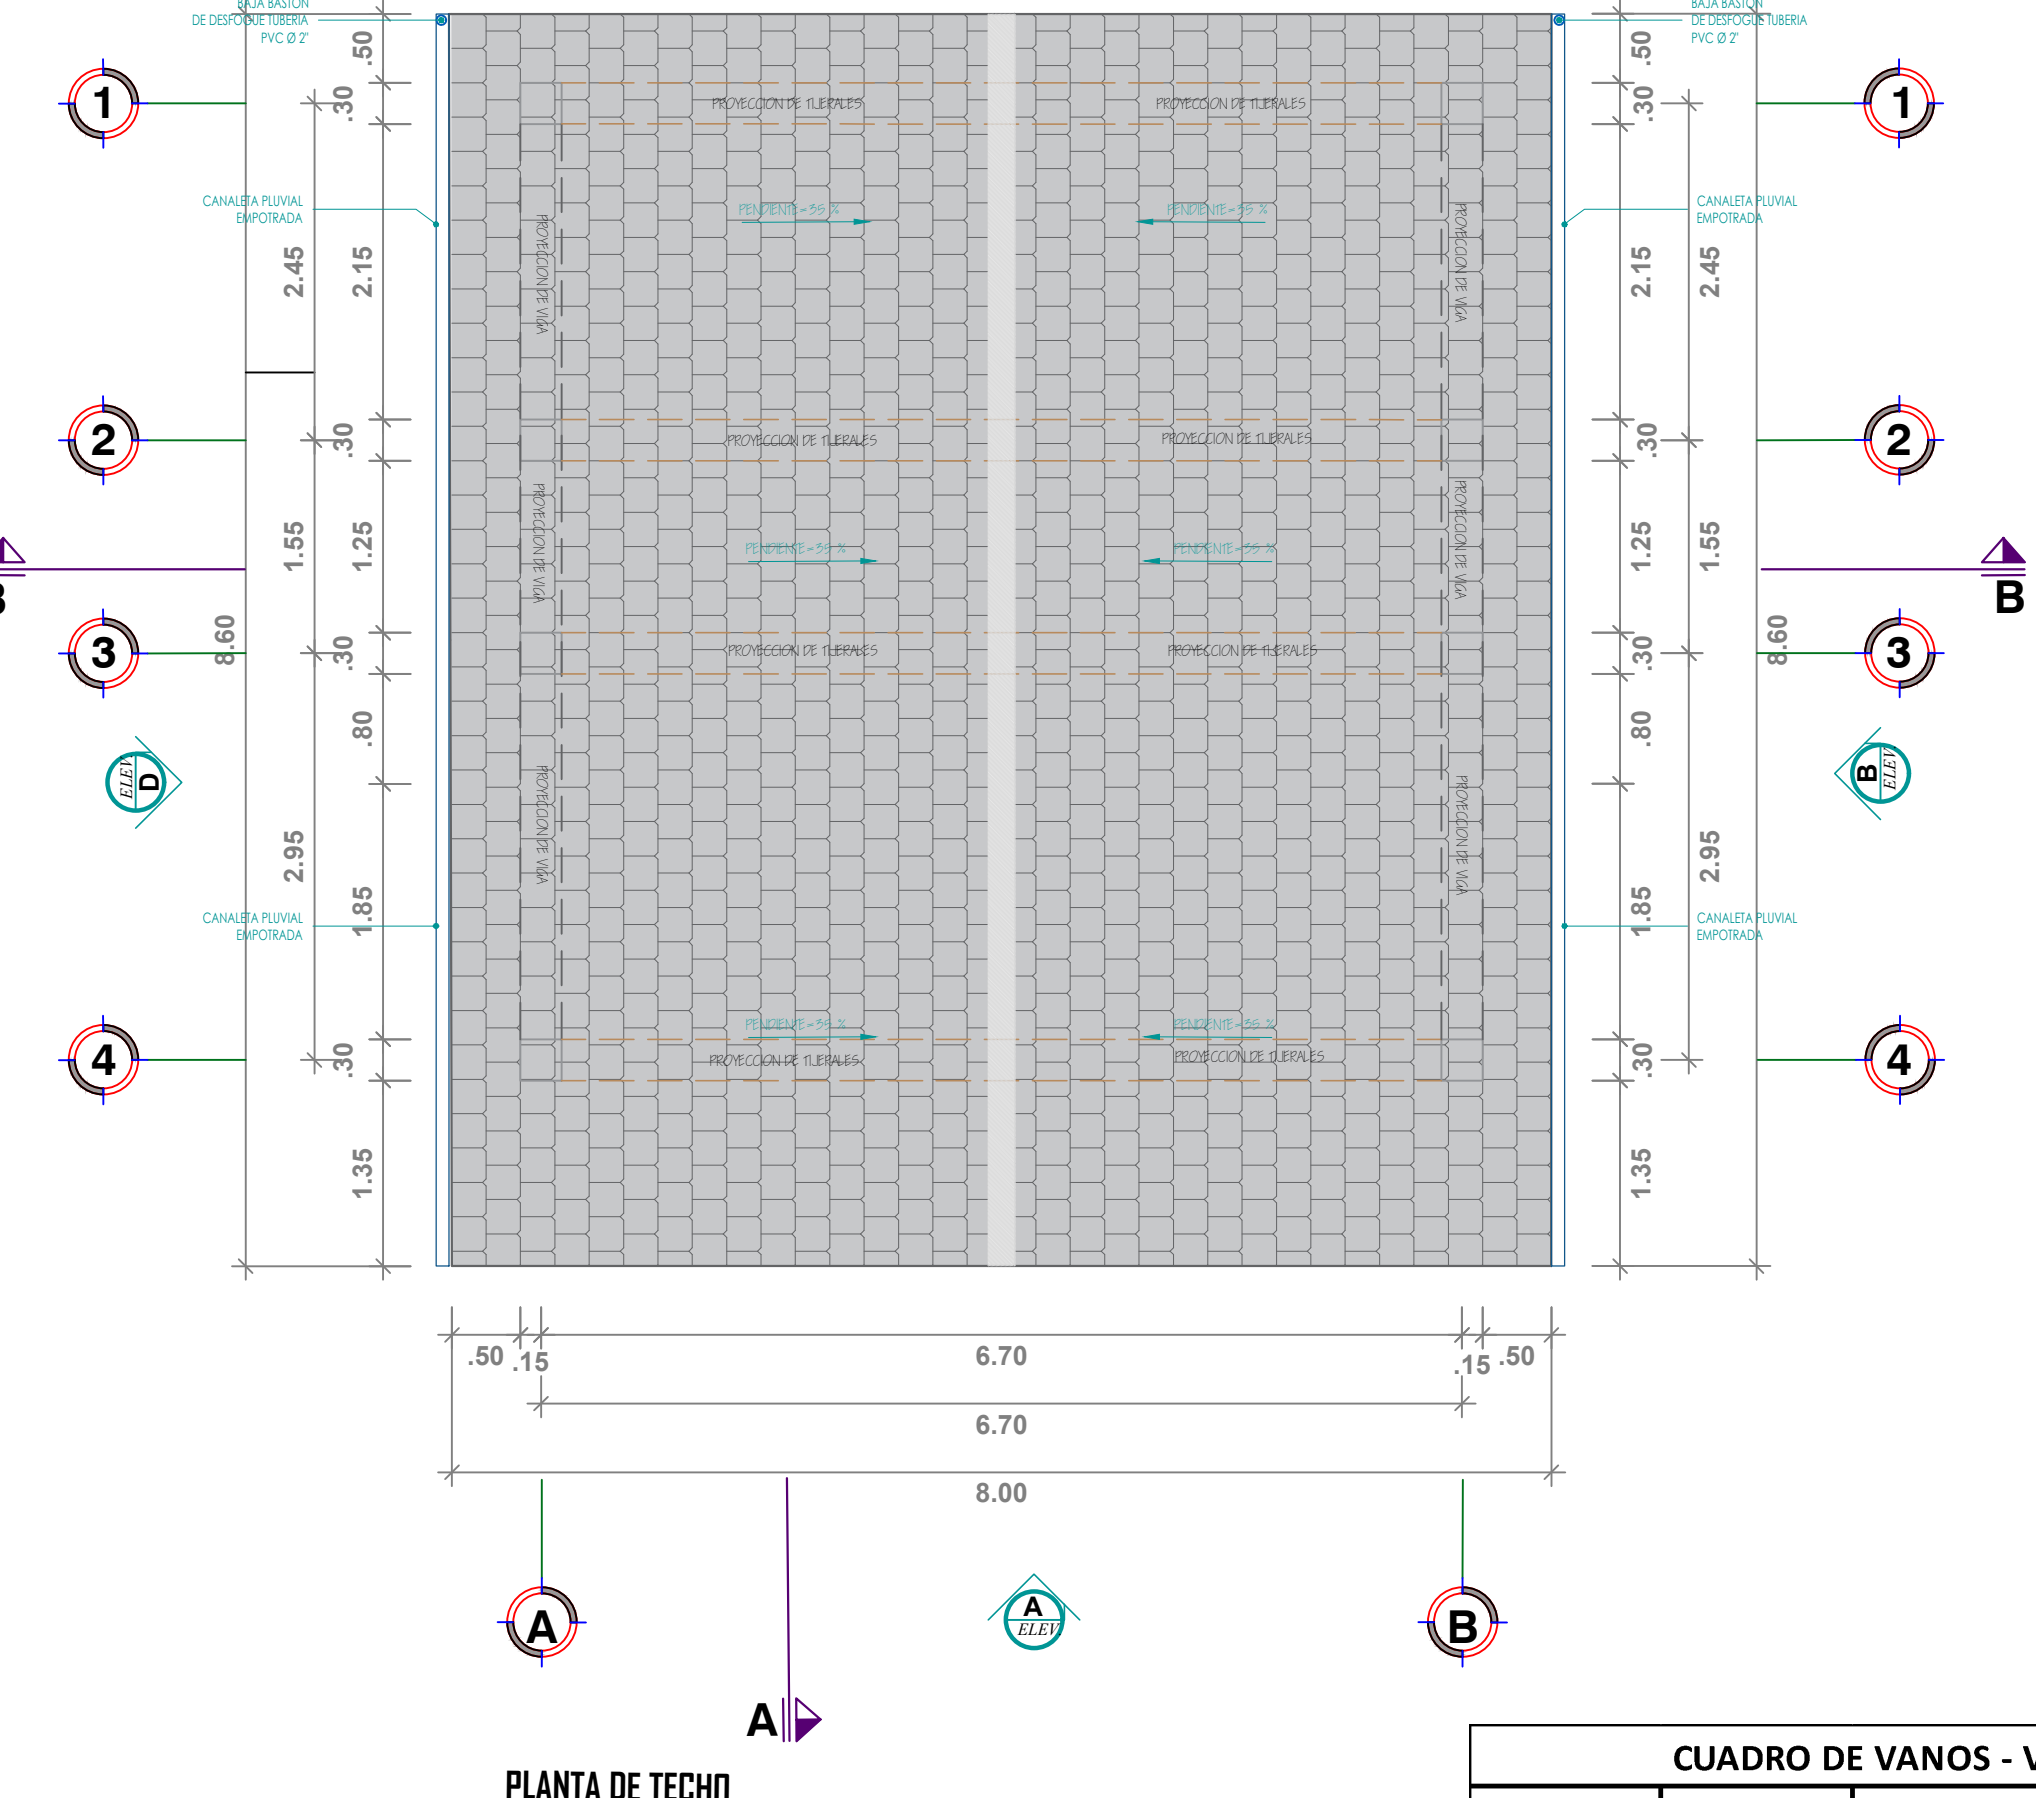 BAJA BASTON
DE DESFOGUE TUBERIA
PVC Ø 2"
BAJA BASTON
DE DESFOGUE TUBERIA
PVC Ø 2"
.50
.50
1
.30
PROYECCION DE TIJERALES
PROYECCION DE TIJERALES
.30
1
CANALETA PLUVIAL
EMPOTRADA
PENDIENTE=35 %
PENDIENTE=35 %
CANALETA PLUVIAL
EMPOTRADA
2.45
2.15
PROYECCION DE VIGA
PROYECCION DE VIGA
2.15
2.45
2
.30
PROYECCION DE TIJERALES
PROYECCION DE TIJERALES
.30
2
1.55
1.25
PROYECCION DE VIGA
PENDIENTE=35 %
PENDIENTE=35 %
PROYECCION DE VIGA
1.25
1.55
B
3
8.60
.30
PROYECCION DE TIJERALES
PROYECCION DE TIJERALES
.30
8.60
3
.80
.80
ELEV.
D
B
ELEV.
2.95
PROYECCION DE VIGA
PROYECCION DE VIGA
2.95
1.85
1.85
CANALETA PLUVIAL
EMPOTRADA
CANALETA PLUVIAL
EMPOTRADA
PENDIENTE=35 %
PENDIENTE=35 %
4
.30
PROYECCION DE TIJERALES
PROYECCION DE TIJERALES
.30
4
1.35
1.35
.50
.15
6.70
.15
.50
6.70
8.00
A
A
ELEV.
B
A
PLANTA DE TECHO
CUADRO DE VANOS - V